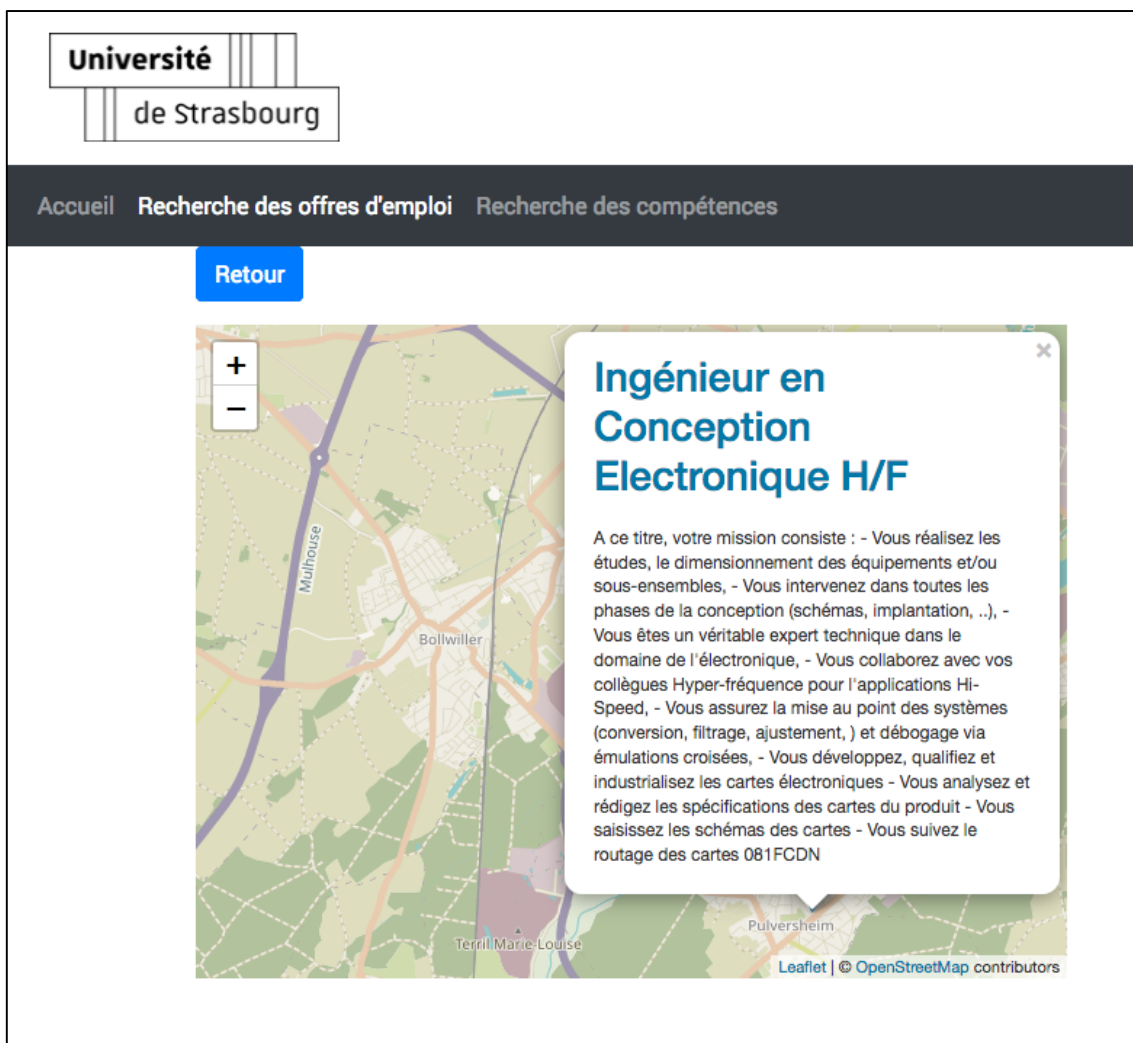 Université
de Strasbourg
Accueil Recherche des offres d'emploi Recherche des compétences
Retour
+
−
Mulhouse
Bollwiller
Terril Marie-Louise
Pulversheim
×
Ingénieur en
Conception
Electronique H/F
A ce titre, votre mission consiste : - Vous réalisez les
études, le dimensionnement des équipements et/ou
sous-ensembles, - Vous intervenez dans toutes les
phases de la conception (schémas, implantation, ..), -
Vous êtes un véritable expert technique dans le
domaine de l'électronique, - Vous collaborez avec vos
collègues Hyper-fréquence pour l'applications Hi-
Speed, - Vous assurez la mise au point des systèmes
(conversion, filtrage, ajustement, ) et débogage via
émulations croisées, - Vous développez, qualifiez et
industrialisez les cartes électroniques - Vous analysez et
rédigez les spécifications des cartes du produit - Vous
saisissez les schémas des cartes - Vous suivez le
routage des cartes 081FCDN
Leaflet | © OpenStreetMap contributors